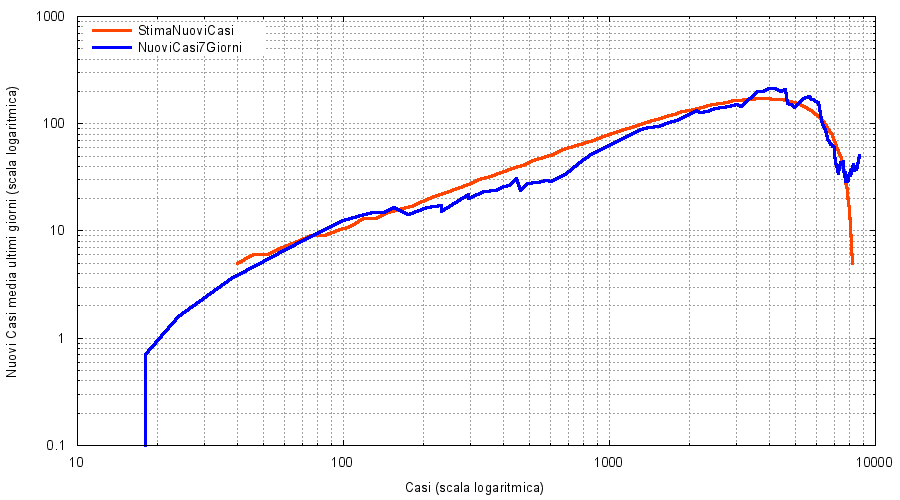 1000
100
10
1
0.1
StimaNuoviCasi
NuoviCasi7Giorni
Nuovi Casi media ultimi giorni (scala logaritmica)
10 100 1000 10000
Casi (scala logaritmica)